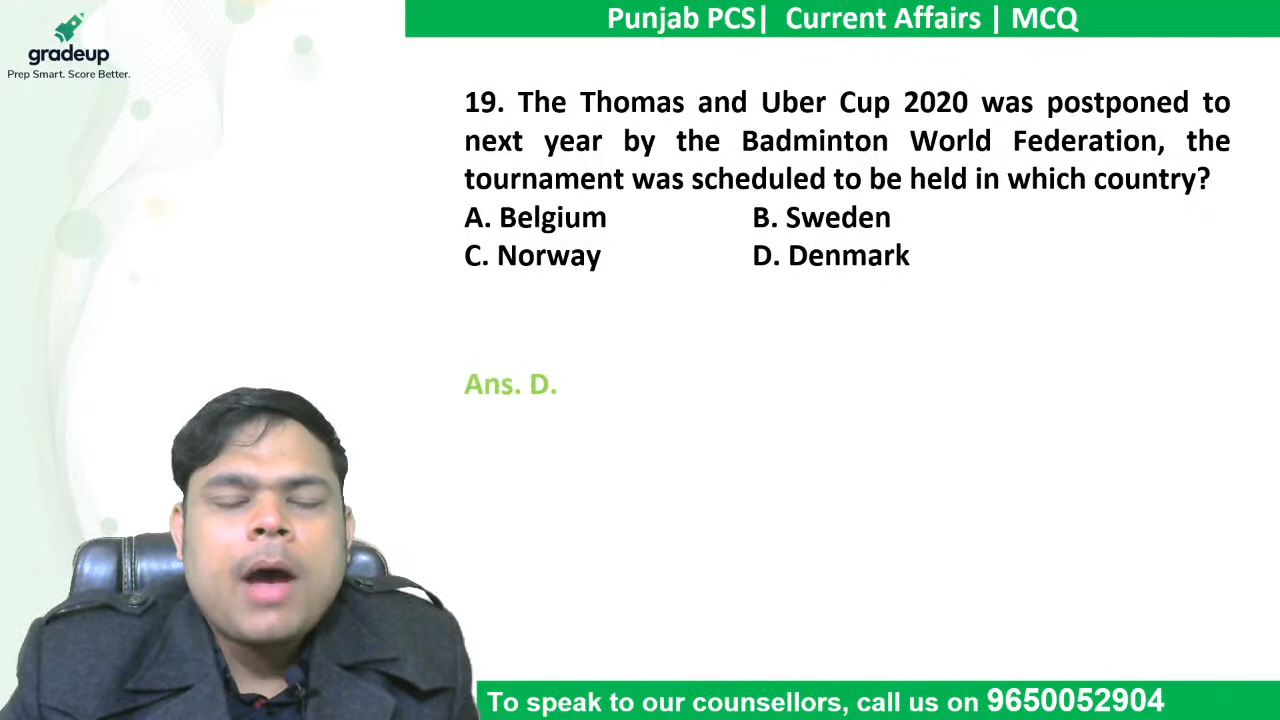 gradeup
Prep Smart. Score Better.
Punjab PCS| Current Affairs | MCQ
19. The Thomas and Uber Cup 2020 was postponed to
next year by the Badminton World Federation, the
tournament was scheduled to be held in which country?
A. Belgium B. Sweden
C. Norway D. Denmark
Ans. D.
To speak to our counsellors, call us on 9650052904